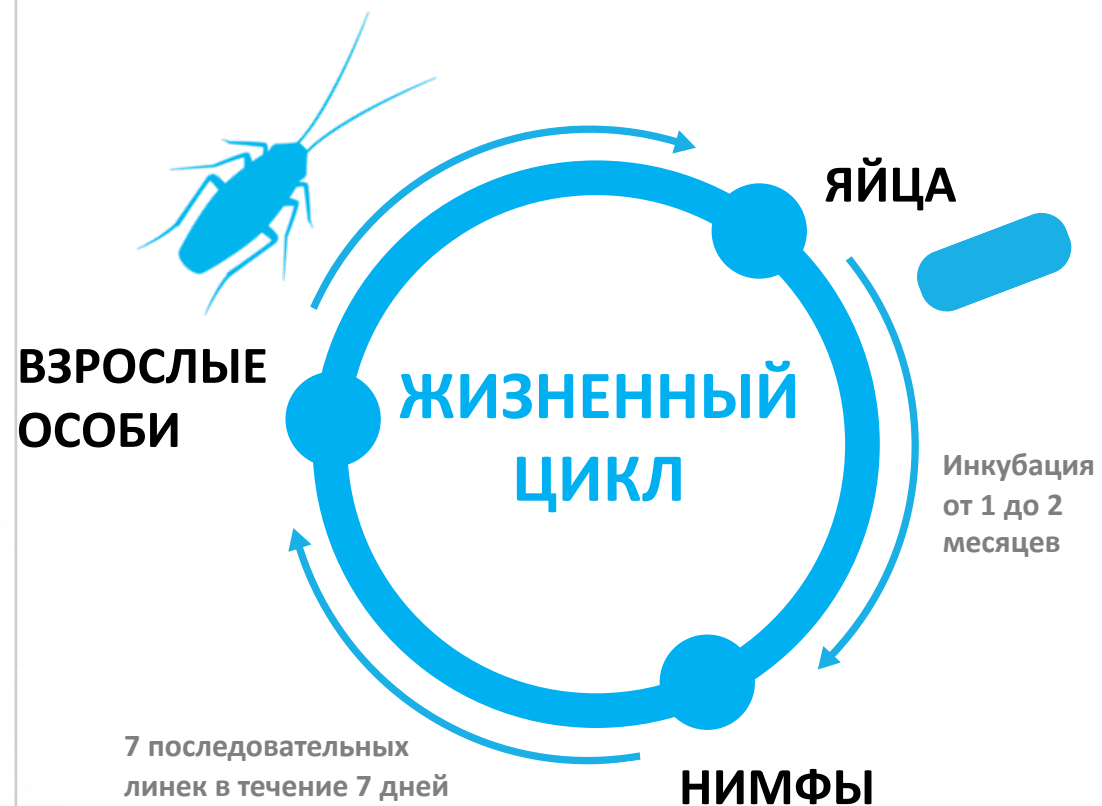 ЯЙЦА
ВЗРОСЛЫЕ
ОСОБИ
ЖИЗНЕННЫЙ
ЦИКЛ
Инкубация
от 1 до 2
месяцев
7 последовательных
линек в течение 7 дней
НИМФЫ